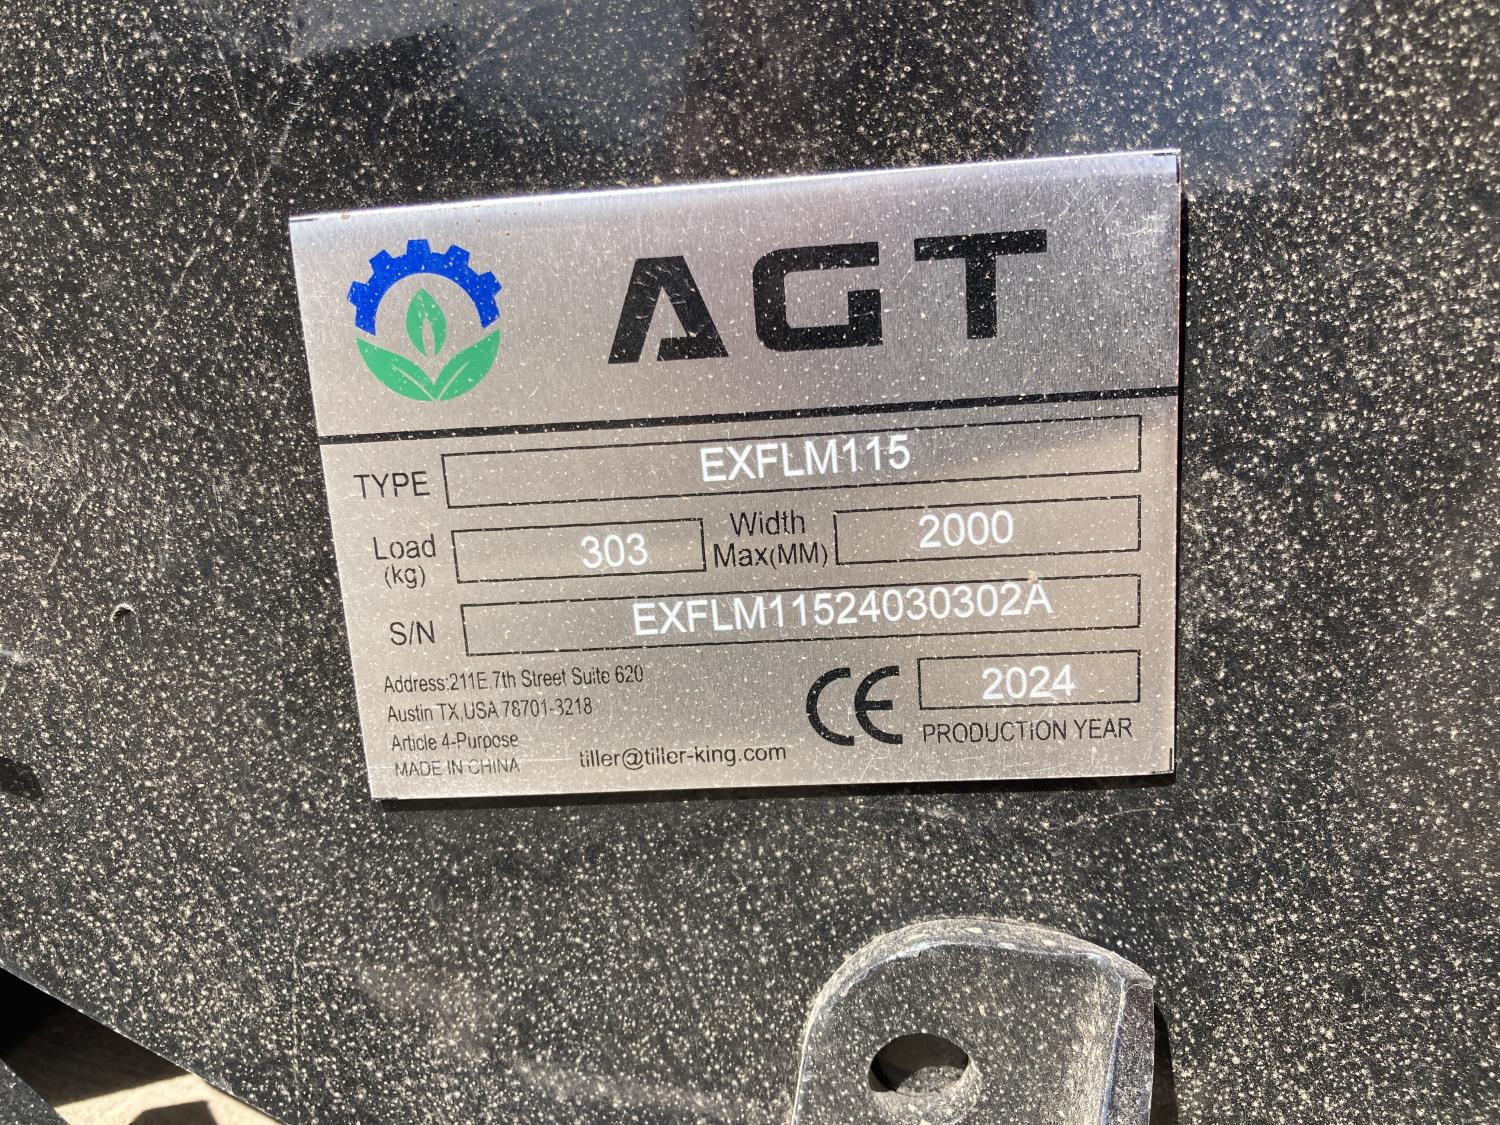 AGT
TYPE EXFLM115
Load (kg) 303 Width Max(MM) 2000
S/N EXFLM11524030302A
Address:211E.7th Street Suite 620
Austin TX,USA 78701-3218
Article 4-Purpose
MADE IN CHINA
tiller@tiller-king.com
CE
2024
PRODUCTION YEAR